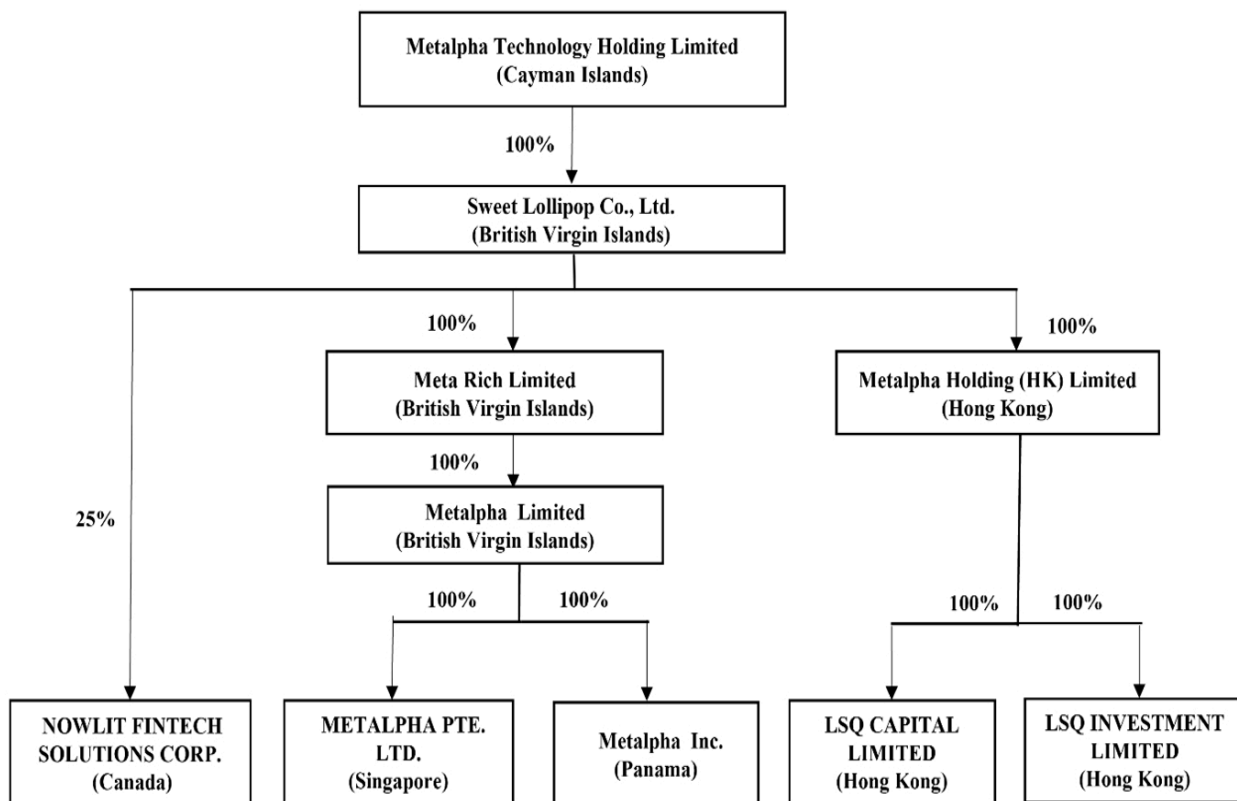 Metalpha Technology Holding Limited
(Cayman Islands)
100%
Sweet Lollipop Co., Ltd.
(British Virgin Islands)
100%
100%
Meta Rich Limited
(British Virgin Islands)
Metalpha Holding (HK) Limited
(Hong Kong)
100%
25%
Metalpha Limited
(British Virgin Islands)
100%
100%
100%
100%
NOWLIT FINTECH
SOLUTIONS CORP.
(Canada)
METALPHA PTE.
LTD.
(Singapore)
Metalpha Inc.
(Panama)
LSQ CAPITAL
LIMITED
(Hong Kong)
LSQ INVESTMENT
LIMITED
(Hong Kong)